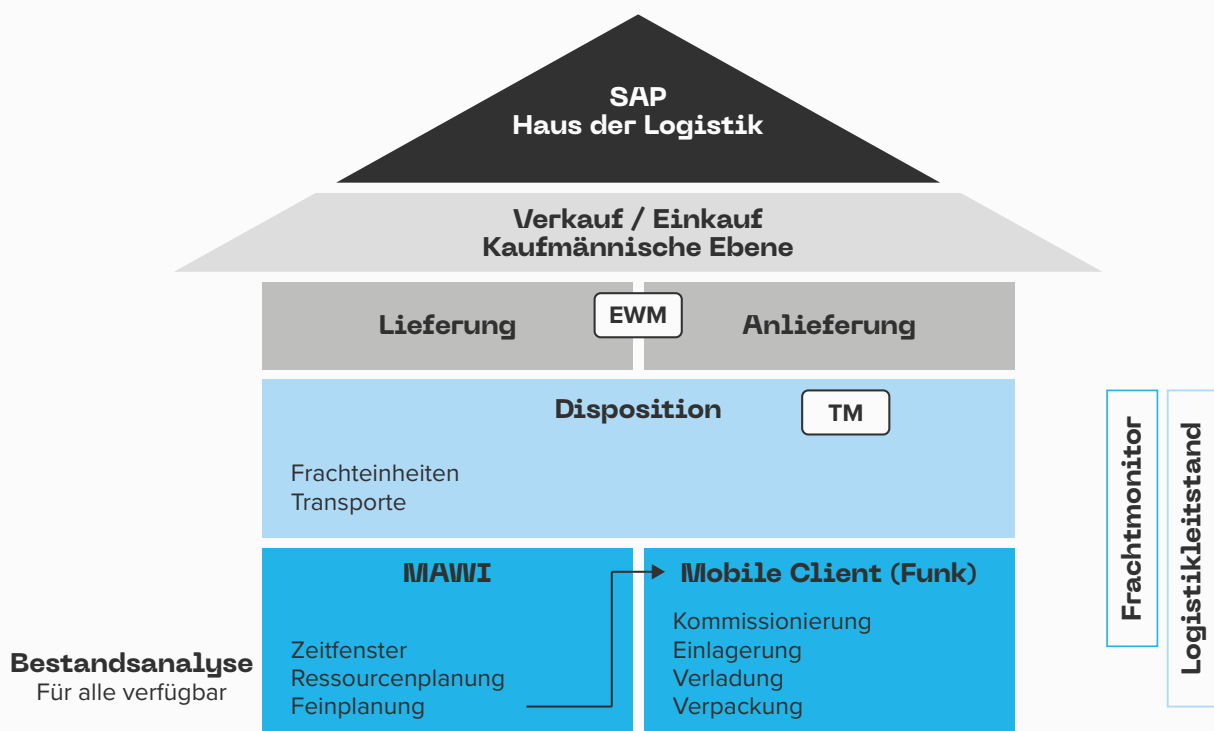 SAP
Haus der Logistik
Verkauf / Einkauf
Kaufmännische Ebene
Lieferung
EWM
Anlieferung
Disposition
TM
Frachteinheiten
Transporte
MAWI
Zeitfenster
Ressourcenplanung
Feinplanung
Mobile Client (Funk)
Kommissionierung
Einlagerung
Verladung
Verpackung
Bestandsanalyse
Für alle verfügbar
Frachtmonitor
Logistikleitstand